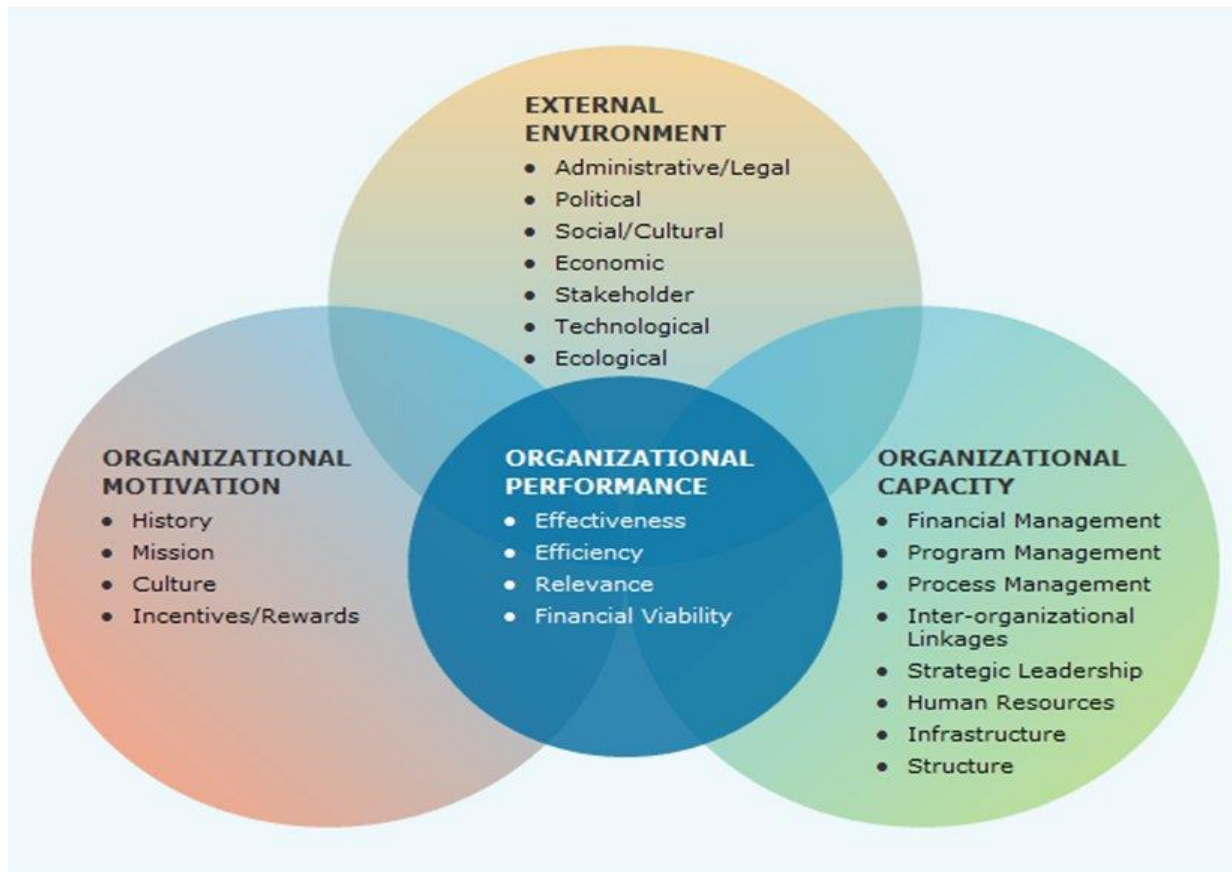 EXTERNAL
ENVIRONMENT
• Administrative/Legal
• Political
• Social/Cultural
• Economic
• Stakeholder
• Technological
• Ecological
ORGANIZATIONAL
MOTIVATION
• History
• Mission
• Culture
• Incentives/Rewards
ORGANIZATIONAL
PERFORMANCE
• Effectiveness
• Efficiency
• Relevance
• Financial Viability
ORGANIZATIONAL
CAPACITY
• Financial Management
• Program Management
• Process Management
• Inter-organizational
Linkages
• Strategic Leadership
• Human Resources
• Infrastructure
• Structure